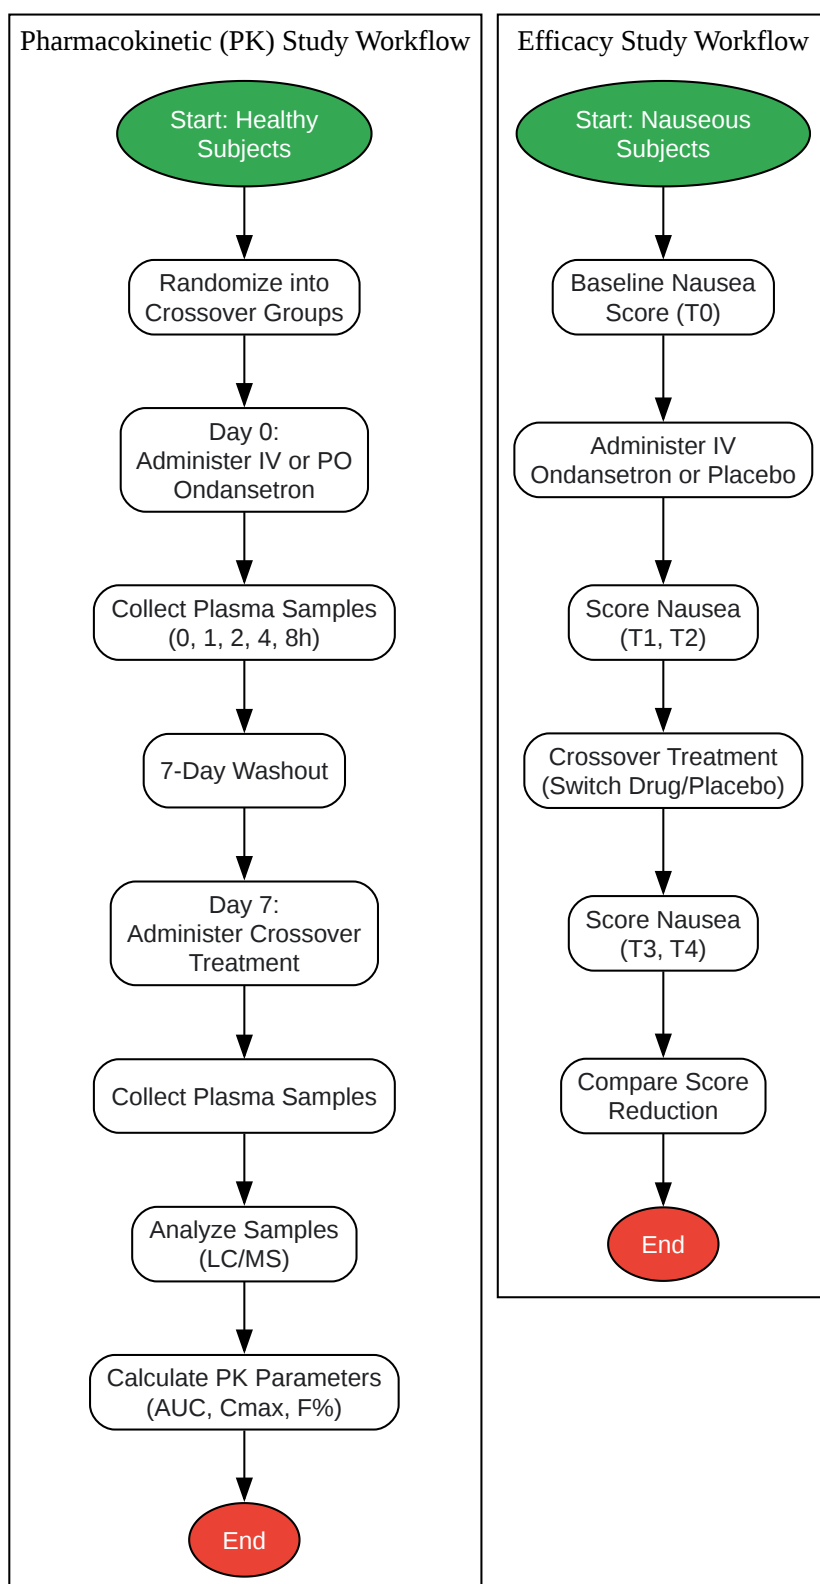 Pharmacokinetic (PK) Study Workflow
Start: Healthy
Subjects
Randomize into
Crossover Groups
Day 0:
Administer IV or PO
Ondansetron
Collect Plasma Samples
(0, 1, 2, 4, 8h)
7-Day Washout
Day 7:
Administer Crossover
Treatment
Collect Plasma Samples
Analyze Samples
(LC/MS)
Calculate PK Parameters
(AUC, Cmax, F%)
End
Efficacy Study Workflow
Start: Nauseous
Subjects
Baseline Nausea
Score (T0)
Administer IV
Ondansetron or Placebo
Score Nausea
(T1, T2)
Crossover Treatment
(Switch Drug/Placebo)
Score Nausea
(T3, T4)
Compare Score
Reduction
End